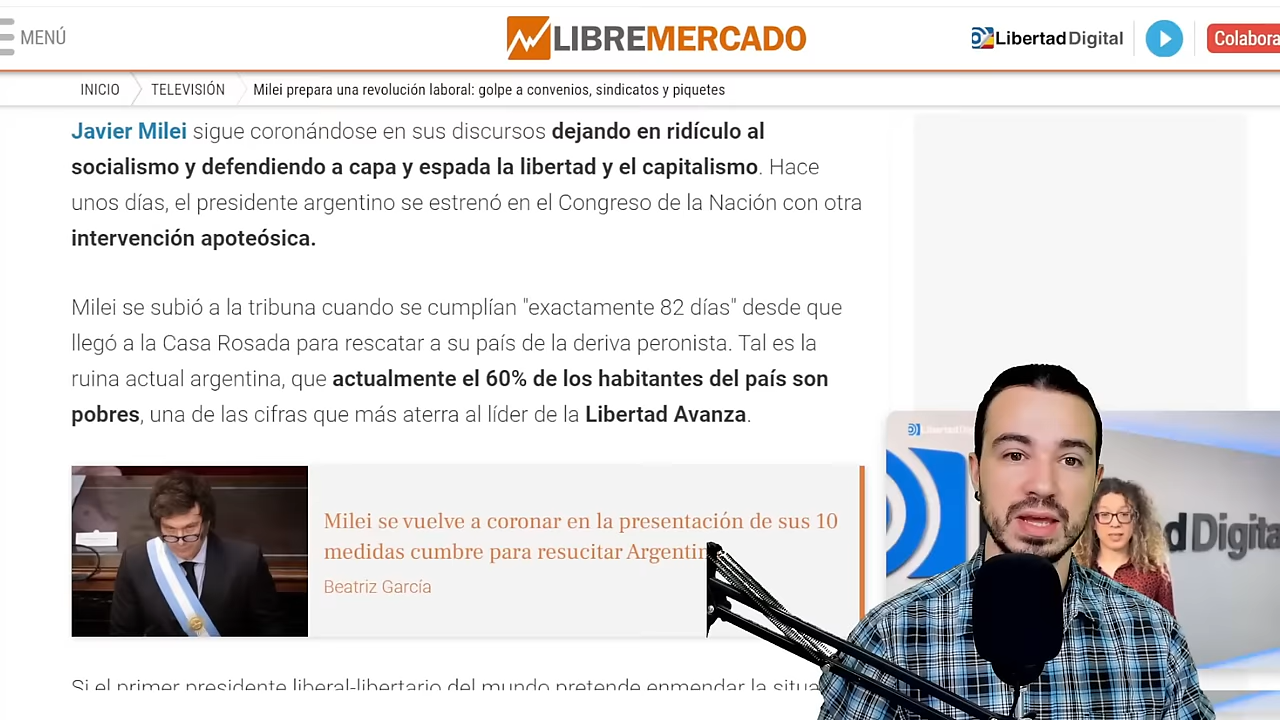 MENÚ
LIBREMERCADO
LibertadDigital
Colabora
INICIO
TELEVISIÓN
Milei prepara una revolución laboral: golpe a convenios, sindicatos y piquetes
Javier Milei sigue coronándose en sus discursos dejando en ridículo al
socialismo y defendiendo a capa y espada la libertad y el capitalismo. Hace
unos días, el presidente argentino se estrenó en el Congreso de la Nación con otra
intervención apoteósica.
Milei se subió a la tribuna cuando se cumplían "exactamente 82 días" desde que
llegó a la Casa Rosada para rescatar a su país de la deriva peronista. Tal es la
ruina actual argentina, que actualmente el 60% de los habitantes del país son
pobres, una de las cifras que más aterra al líder de la Libertad Avanza.
Milei se vuelve a coronar en la presentación de sus 10
medidas cumbre para resucitar Argentin
Beatriz García
d Digita
Si el primer presidente liberal-libertario del mundo pretende enmendar la situa